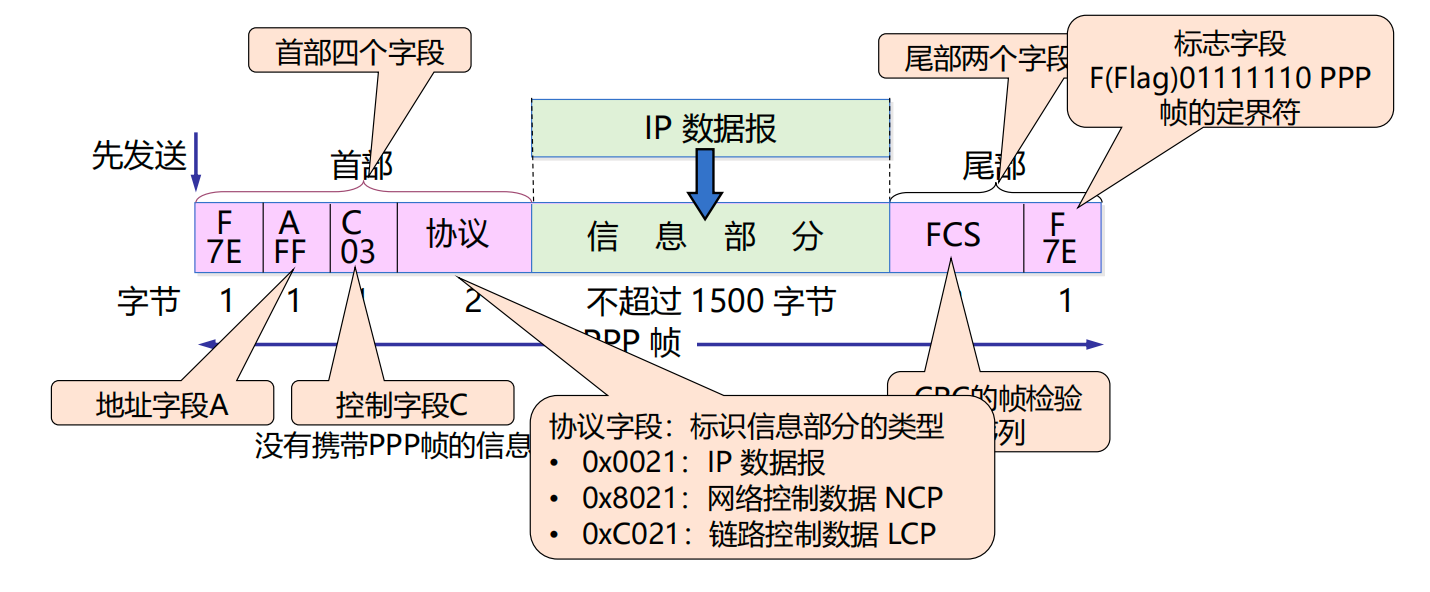 首部四个字段
尾部两个字段
标志字段
F(Flag)01111110 PPP
帧的定界符
IP 数据报
先发送
首部
尾部
F
7E
A
FF
C
03
协议
信 息 部 分
FCS
F
7E
字节
1
1
2
不超过 1500 字节
1
PPP 帧
地址字段A
控制字段C
的帧检验
没有携带PPP帧的信息
协议字段：标识信息部分的类型
• 0x0021：IP 数据报
• 0x8021：网络控制数据 NCP
• 0xC021：链路控制数据 LCP